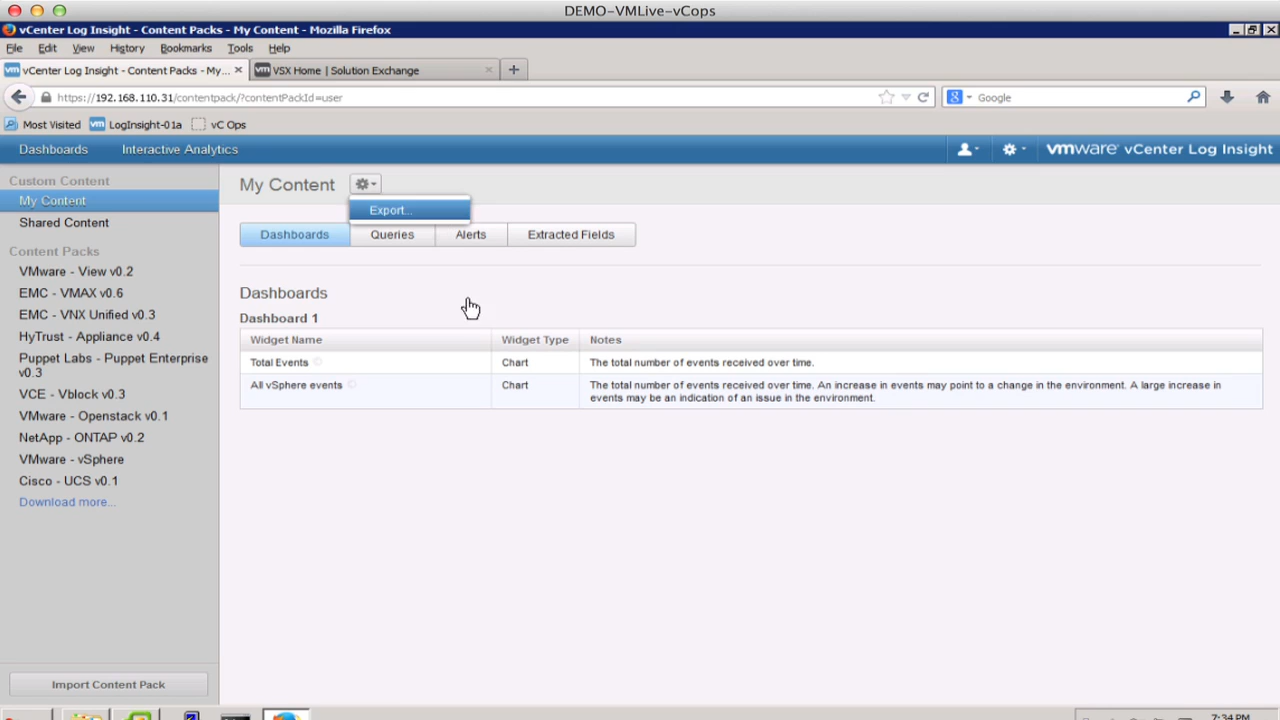 DEMO-VMLive-vCops
vCenter Log Insight - Content Packs - My Content - Mozilla Firefox
File Edit View History Bookmarks Tools Help
vCenter Log Insight - Content Packs - My... VSX Home | Solution Exchange
https://192.168.110.31/contentpack/?contentPackId=user Google
Most Visited LogInsight-01a vC Ops
Dashboards Interactive Analytics vmware vCenter Log Insight
Custom Content
My Content
Shared Content
Content Packs
VMware - View v0.2
EMC - VMAX v0.6
EMC - VNX Unified v0.3
HyTrust - Appliance v0.4
Puppet Labs - Puppet Enterprise
v0.3
VCE - Vblock v0.3
VMware - Openstack v0.1
NetApp - ONTAP v0.2
VMware - vSphere
Cisco - UCS v0.1
Download more...
Import Content Pack
My Content
Export...
Dashboards Queries Alerts Extracted Fields
Dashboards
Dashboard 1
Widget Name Widget Type Notes
Total Events Chart The total number of events received over time.
All vSphere events Chart The total number of events received over time. An increase in events may point to a change in the environment. A large increase in
events may be an indication of an issue in the environment.
7:34 PM